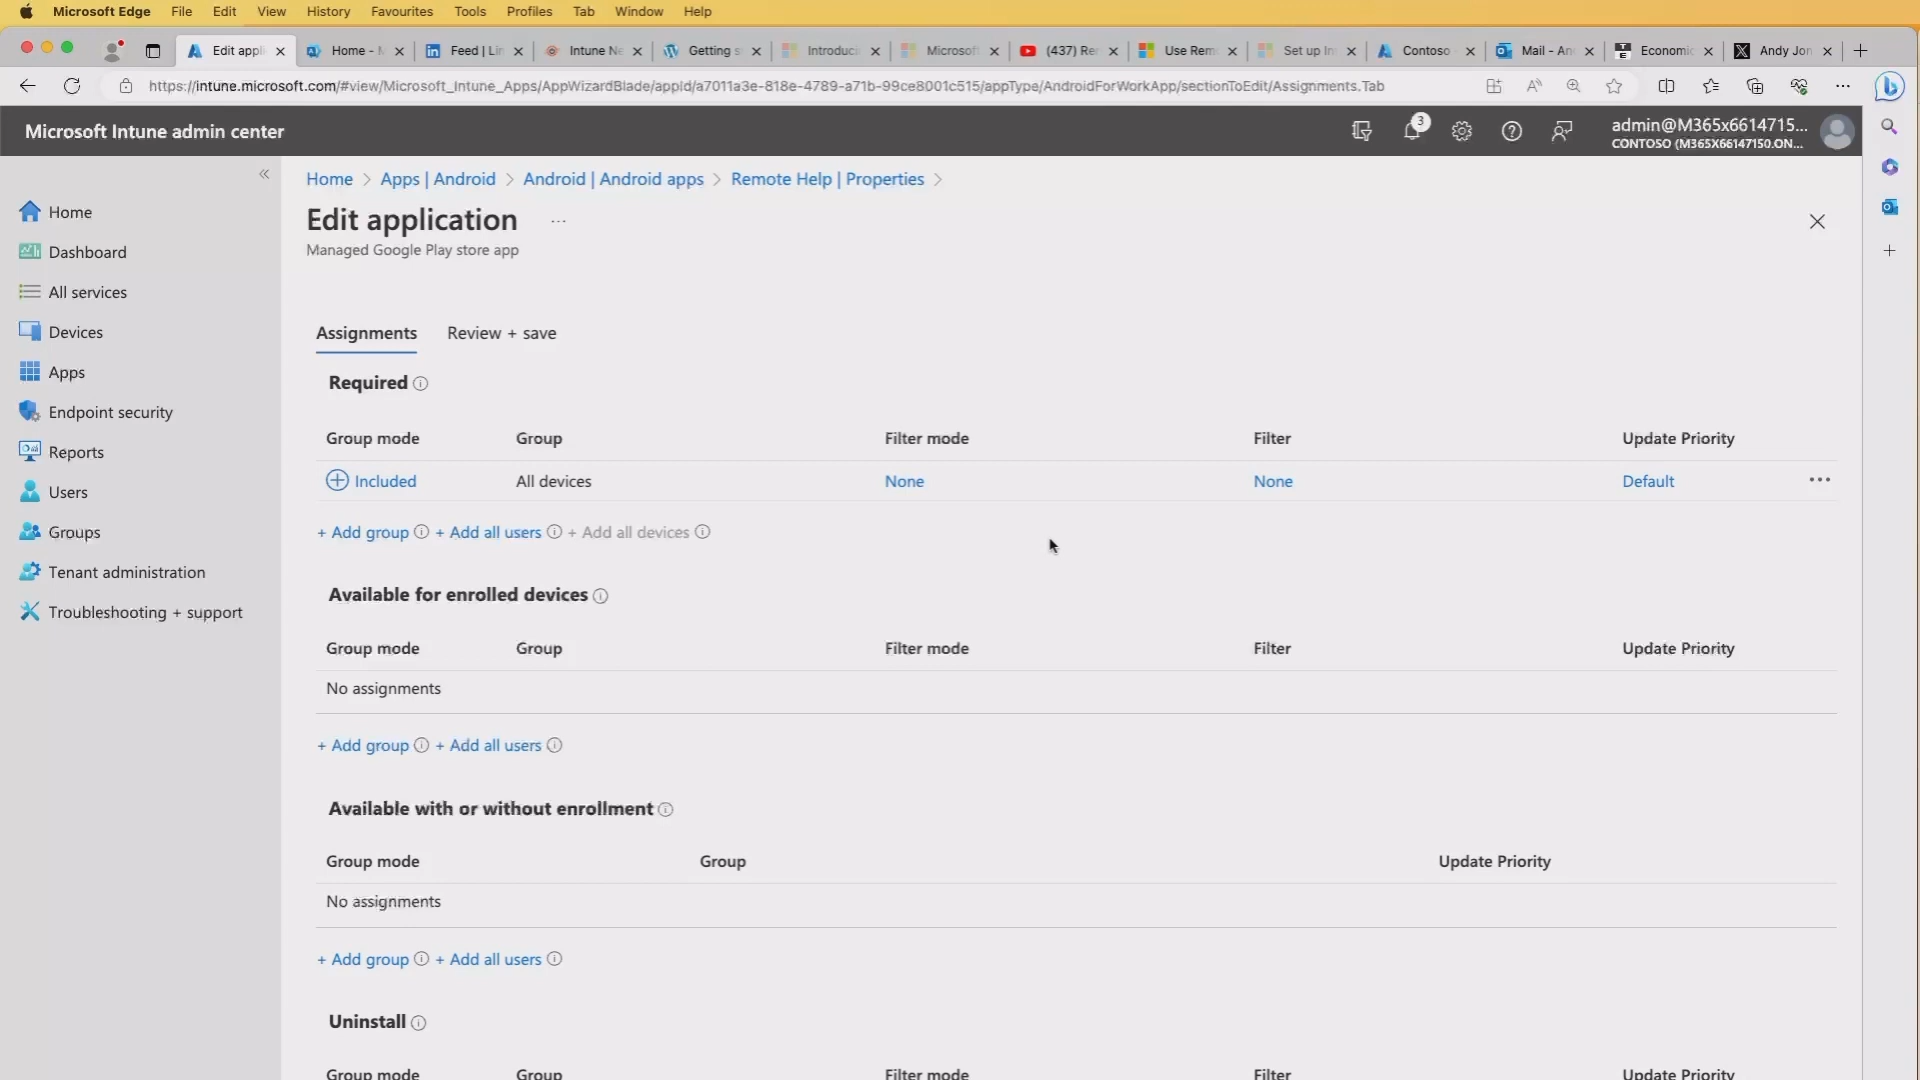 Microsoft Edge File Edit View History Favourites Tools Profiles Tab Window Help
Edit appli Home - M Feed | Lin Intune Ne Getting s Introduci Microsoft (437) Re Use Rem Set up In Contoso Mail - An Economic Andy Jon
https://intune.microsoft.com/#view/Microsoft_Intune_Apps/AppWizardBlade/appId/a7011a3e-818e-4789-a71b-99ce8001c515/appType/AndroidForWorkApp/sectionToEdit/Assignments.Tab
Microsoft Intune admin center
3
admin@M365x6614715...
CONTOSO (M365X66147150.ON...
Home
Dashboard
All services
Devices
Apps
Endpoint security
Reports
Users
Groups
Tenant administration
Troubleshooting + support
Home > Apps | Android > Android | Android apps > Remote Help | Properties >
Edit application ...
Managed Google Play store app
Assignments Review + save
Required
Group mode Group Filter mode Filter Update Priority
Included All devices None None Default ...
+ Add group + Add all users + Add all devices
Available for enrolled devices
Group mode Group Filter mode Filter Update Priority
No assignments
+ Add group + Add all users
Available with or without enrollment
Group mode Group Update Priority
No assignments
+ Add group + Add all users
Uninstall
Group mode Group Filter mode Filter Update Priority